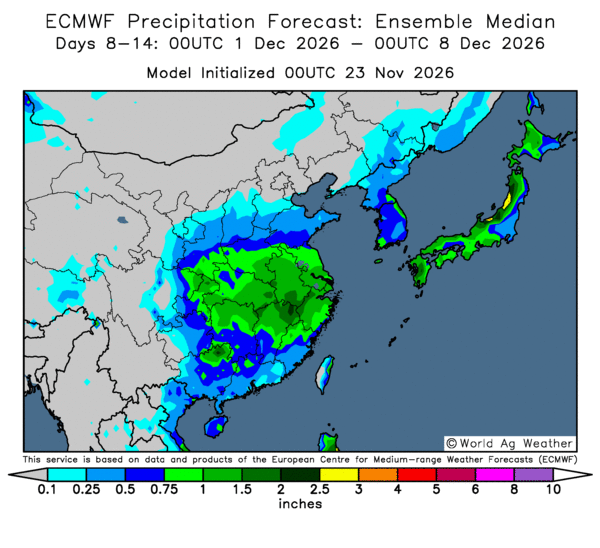 ECMWF Precipitation Forecast: Ensemble Median
Days 8-14: 00UTC 1 Dec 2026 - 00UTC 8 Dec 2026
Model Initialized 00UTC 23 Nov 2026
© World Ag Weather
This service is based on data and products of the European Centre for Medium-range Weather Forecasts (ECMWF)
0.1 0.25 0.5 0.75 1 1.5 2 2.5 3 4 5 6 8 10
inches